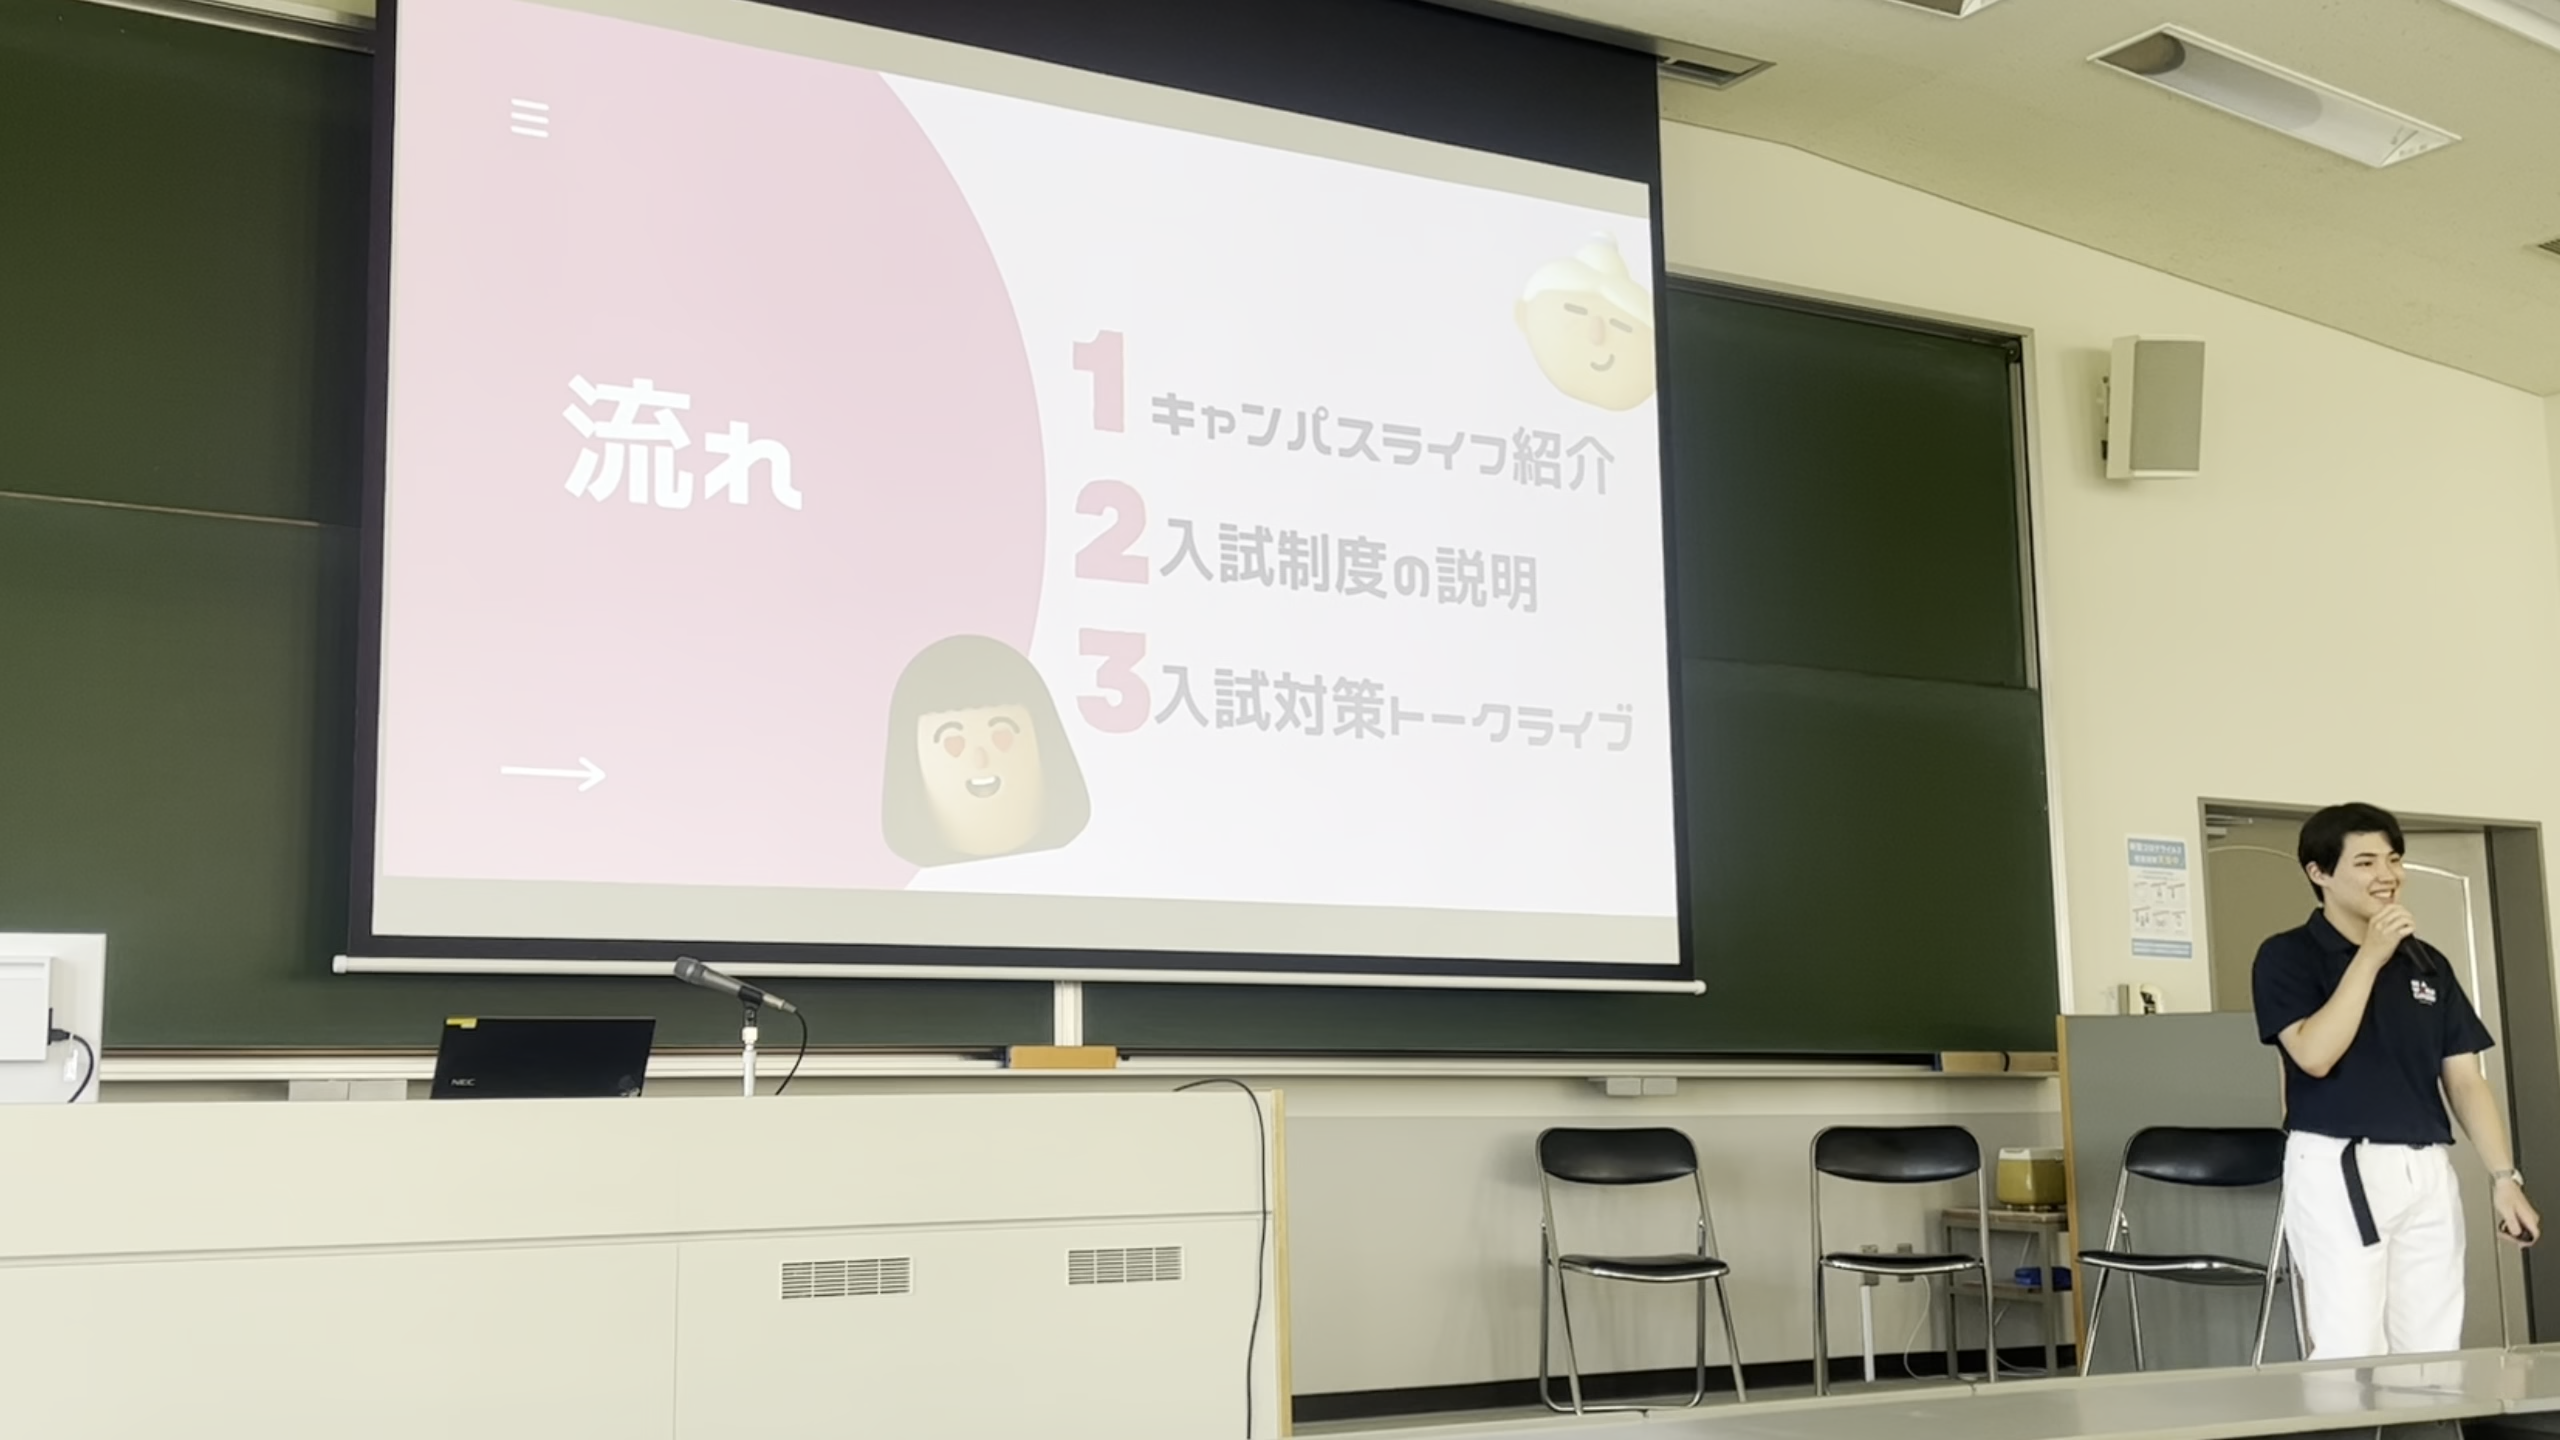 流れ
1 キャンパスライフ紹介
2 入試制度の説明
3 入試対策トークライブ
NEC